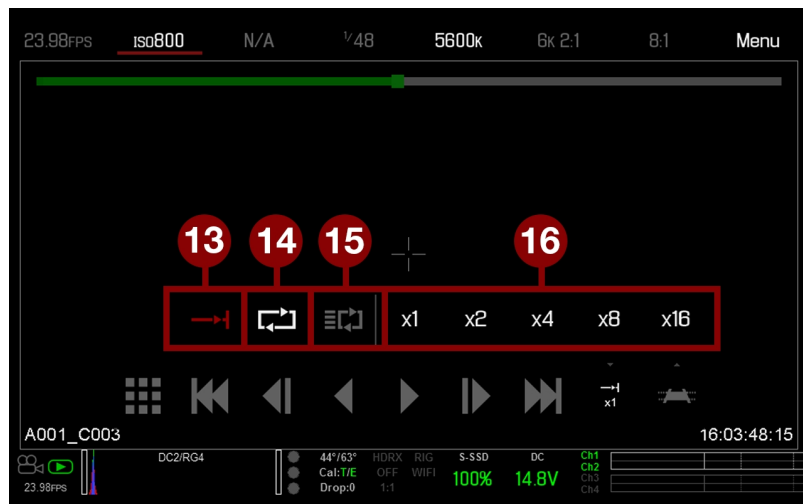 23.98FPS ISO800 N/A 1/48 5600K 6K 2:1 8:1 Menu
13 14 15 16
x1 x2 x4 x8 x16
x1
A001_C003 16:03:48:15
DC2/RG4 44°/63° HDRX RIG S-SSD DC Ch1
Cal:T/E OFF WIFI 100% 14.8V Ch2
23.98FPS Drop:0 1:1 Ch3
Ch4